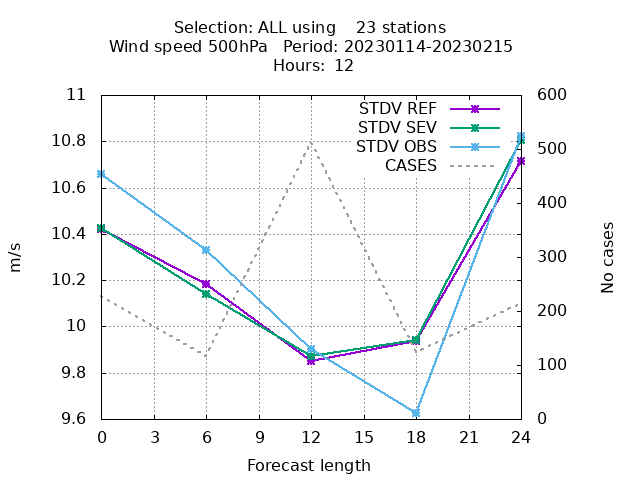 Selection: ALL using    23 stations
Wind speed 500hPa   Period: 20230114-20230215
Hours:  12
STDV REF
STDV SEV
STDV OBS
CASES
11
10.8
10.6
10.4
10.2
10
9.8
9.6
m/s
600
500
400
300
200
100
0
No cases
0 3 6 9 12 15 18 21 24
Forecast length